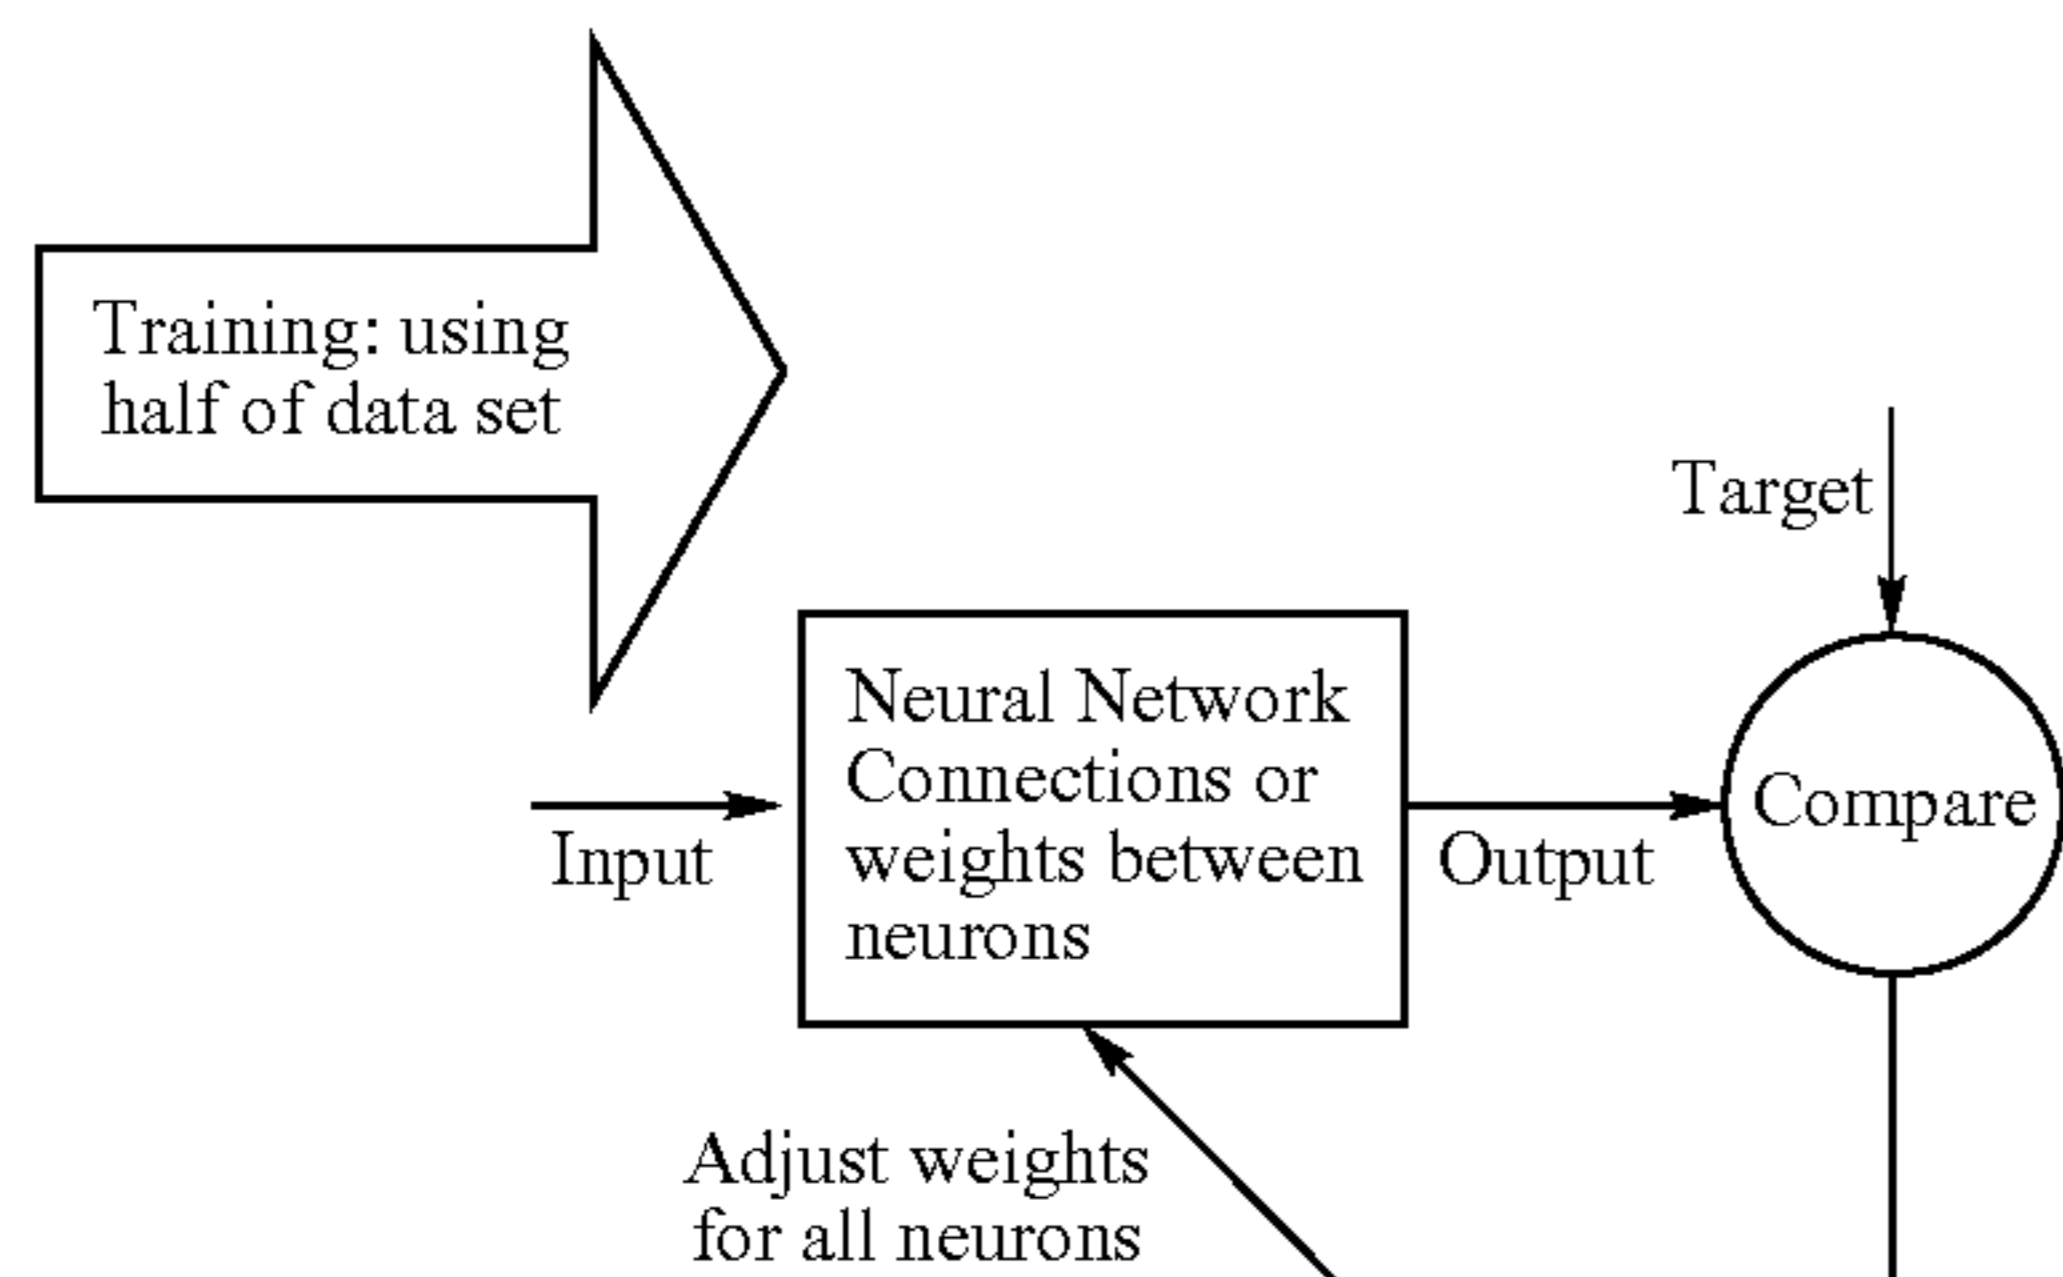 Training: using
half of data set
Target
Neural Network
Connections or
weights between
neurons
Compare
Input
Output
Adjust weights
for all neurons